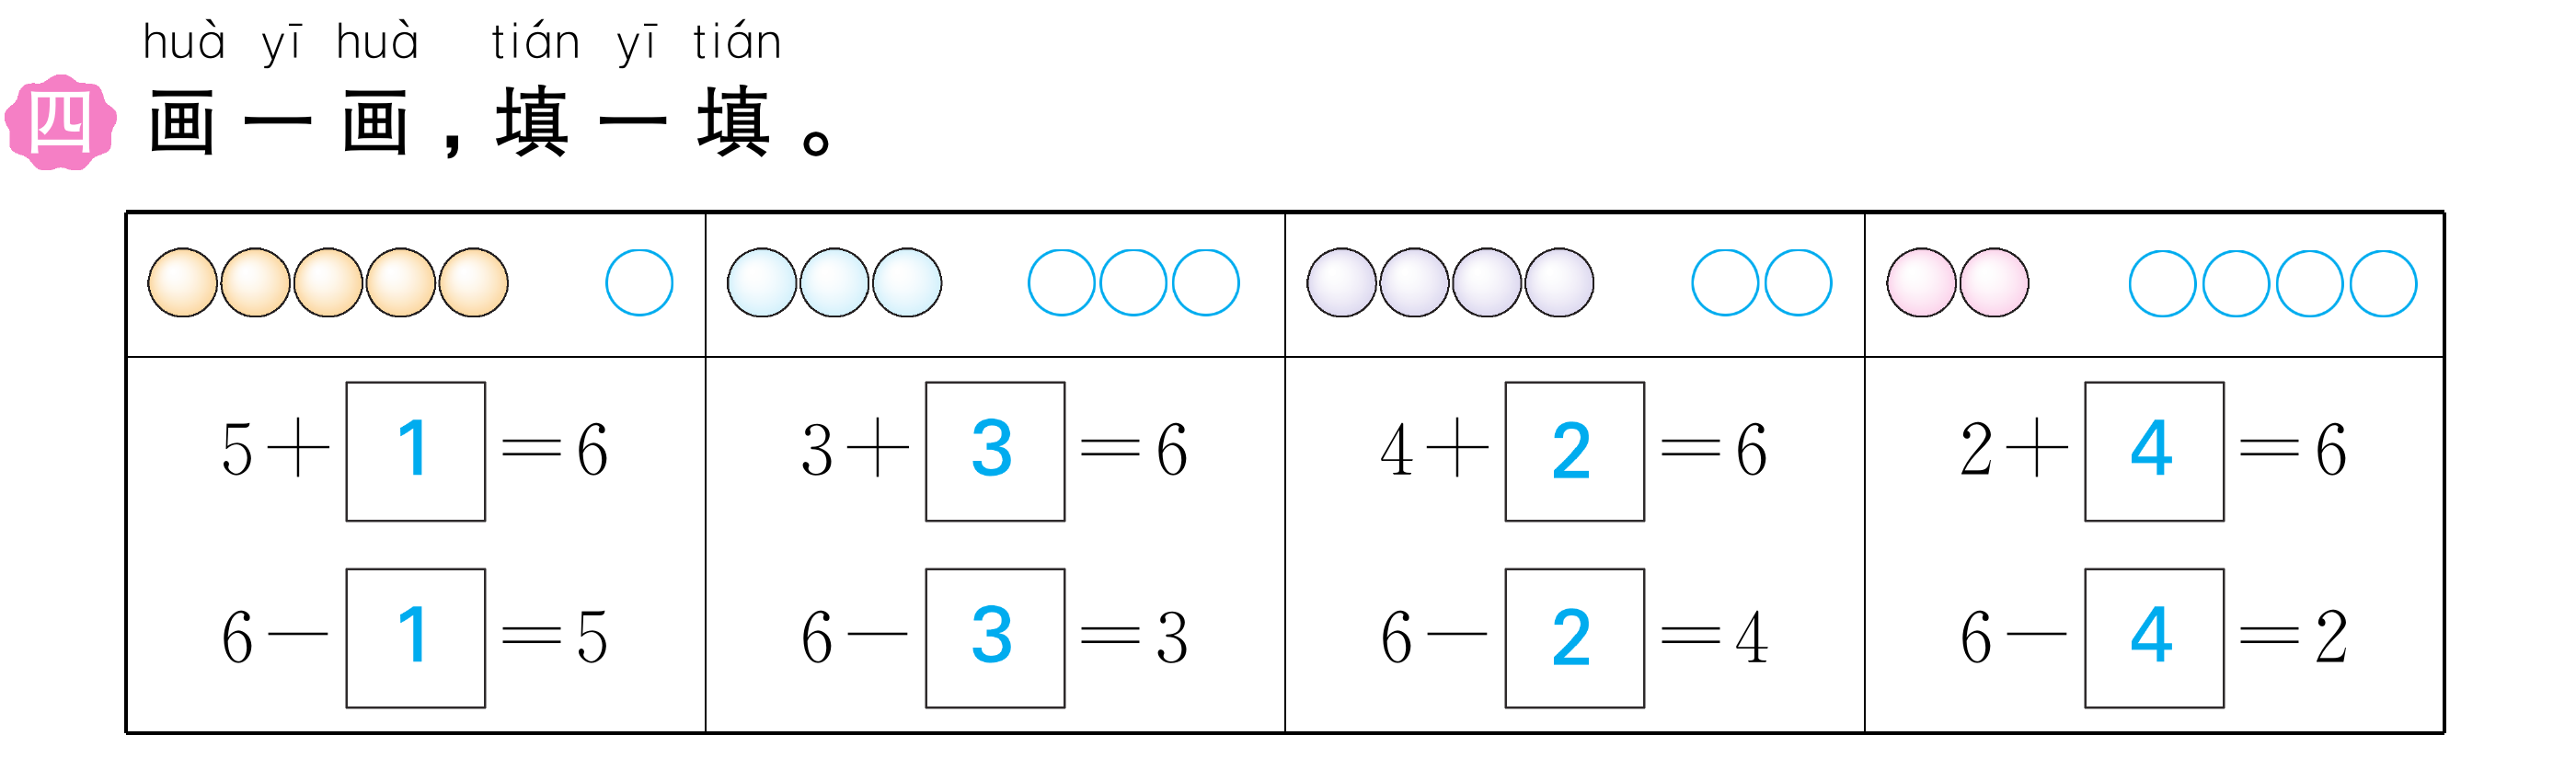 huà yī huà tián yī tián
四 画一画，填一填。
5+1=6 3+3=6 4+2=6 2+4=6
6-1=5 6-3=3 6-2=4 6-4=2